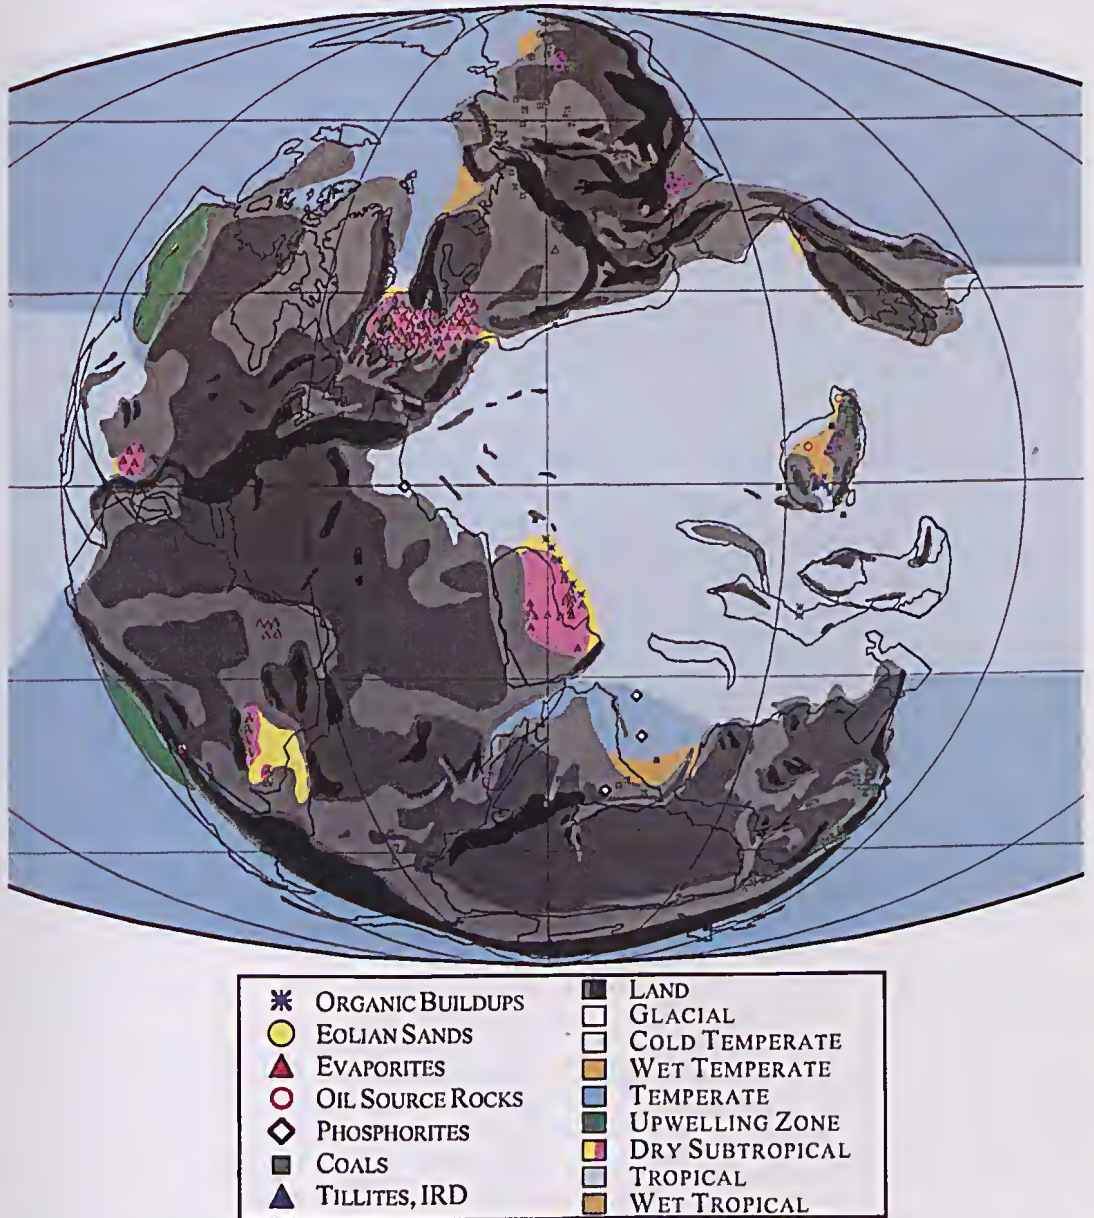 ORGANIC BUILDUPS
EOLIAN SANDS
EVAPORITES
OIL SOURCE ROCKS
PHOSPHORITES
COALS
TILLITES, IRD
LAND
GLACIAL
COLD TEMPERATE
WET TEMPERATE
TEMPERATE
UPWELLING ZONE
DRY SUBTROPICAL
TROPICAL
WET TROPICAL